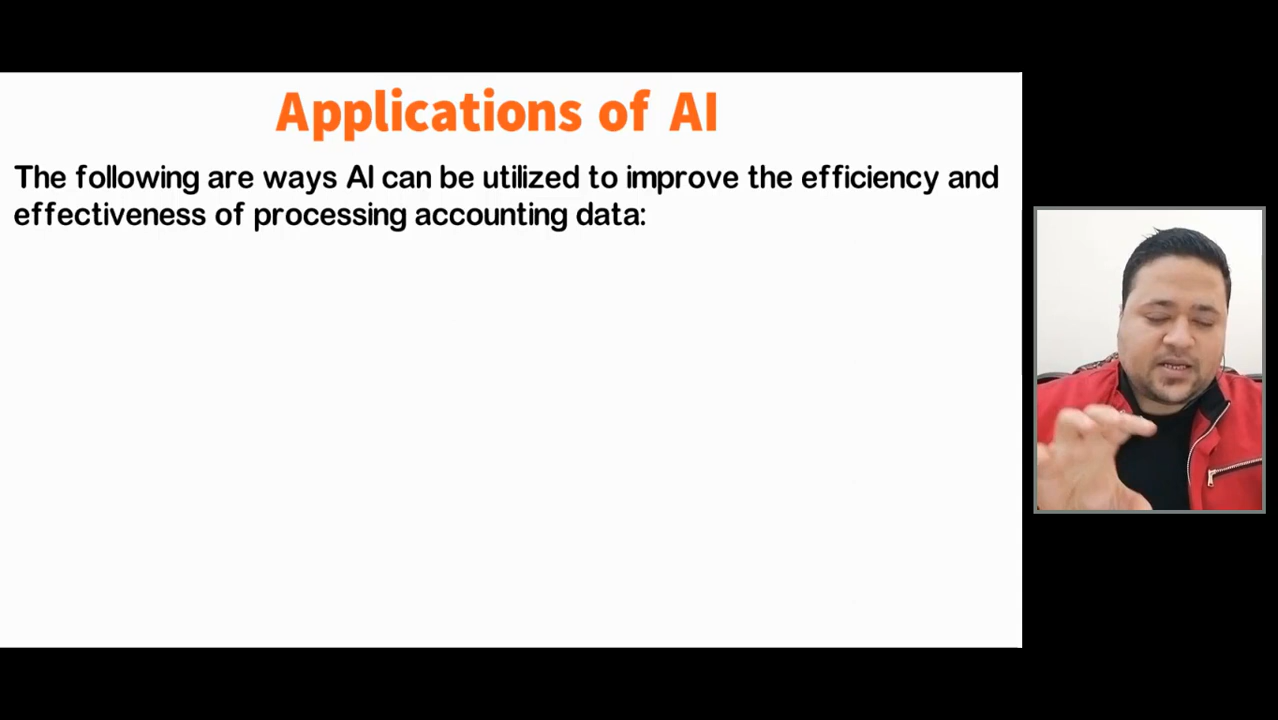 Applications of AI
The following are ways AI can be utilized to improve the efficiency and
effectiveness of processing accounting data: